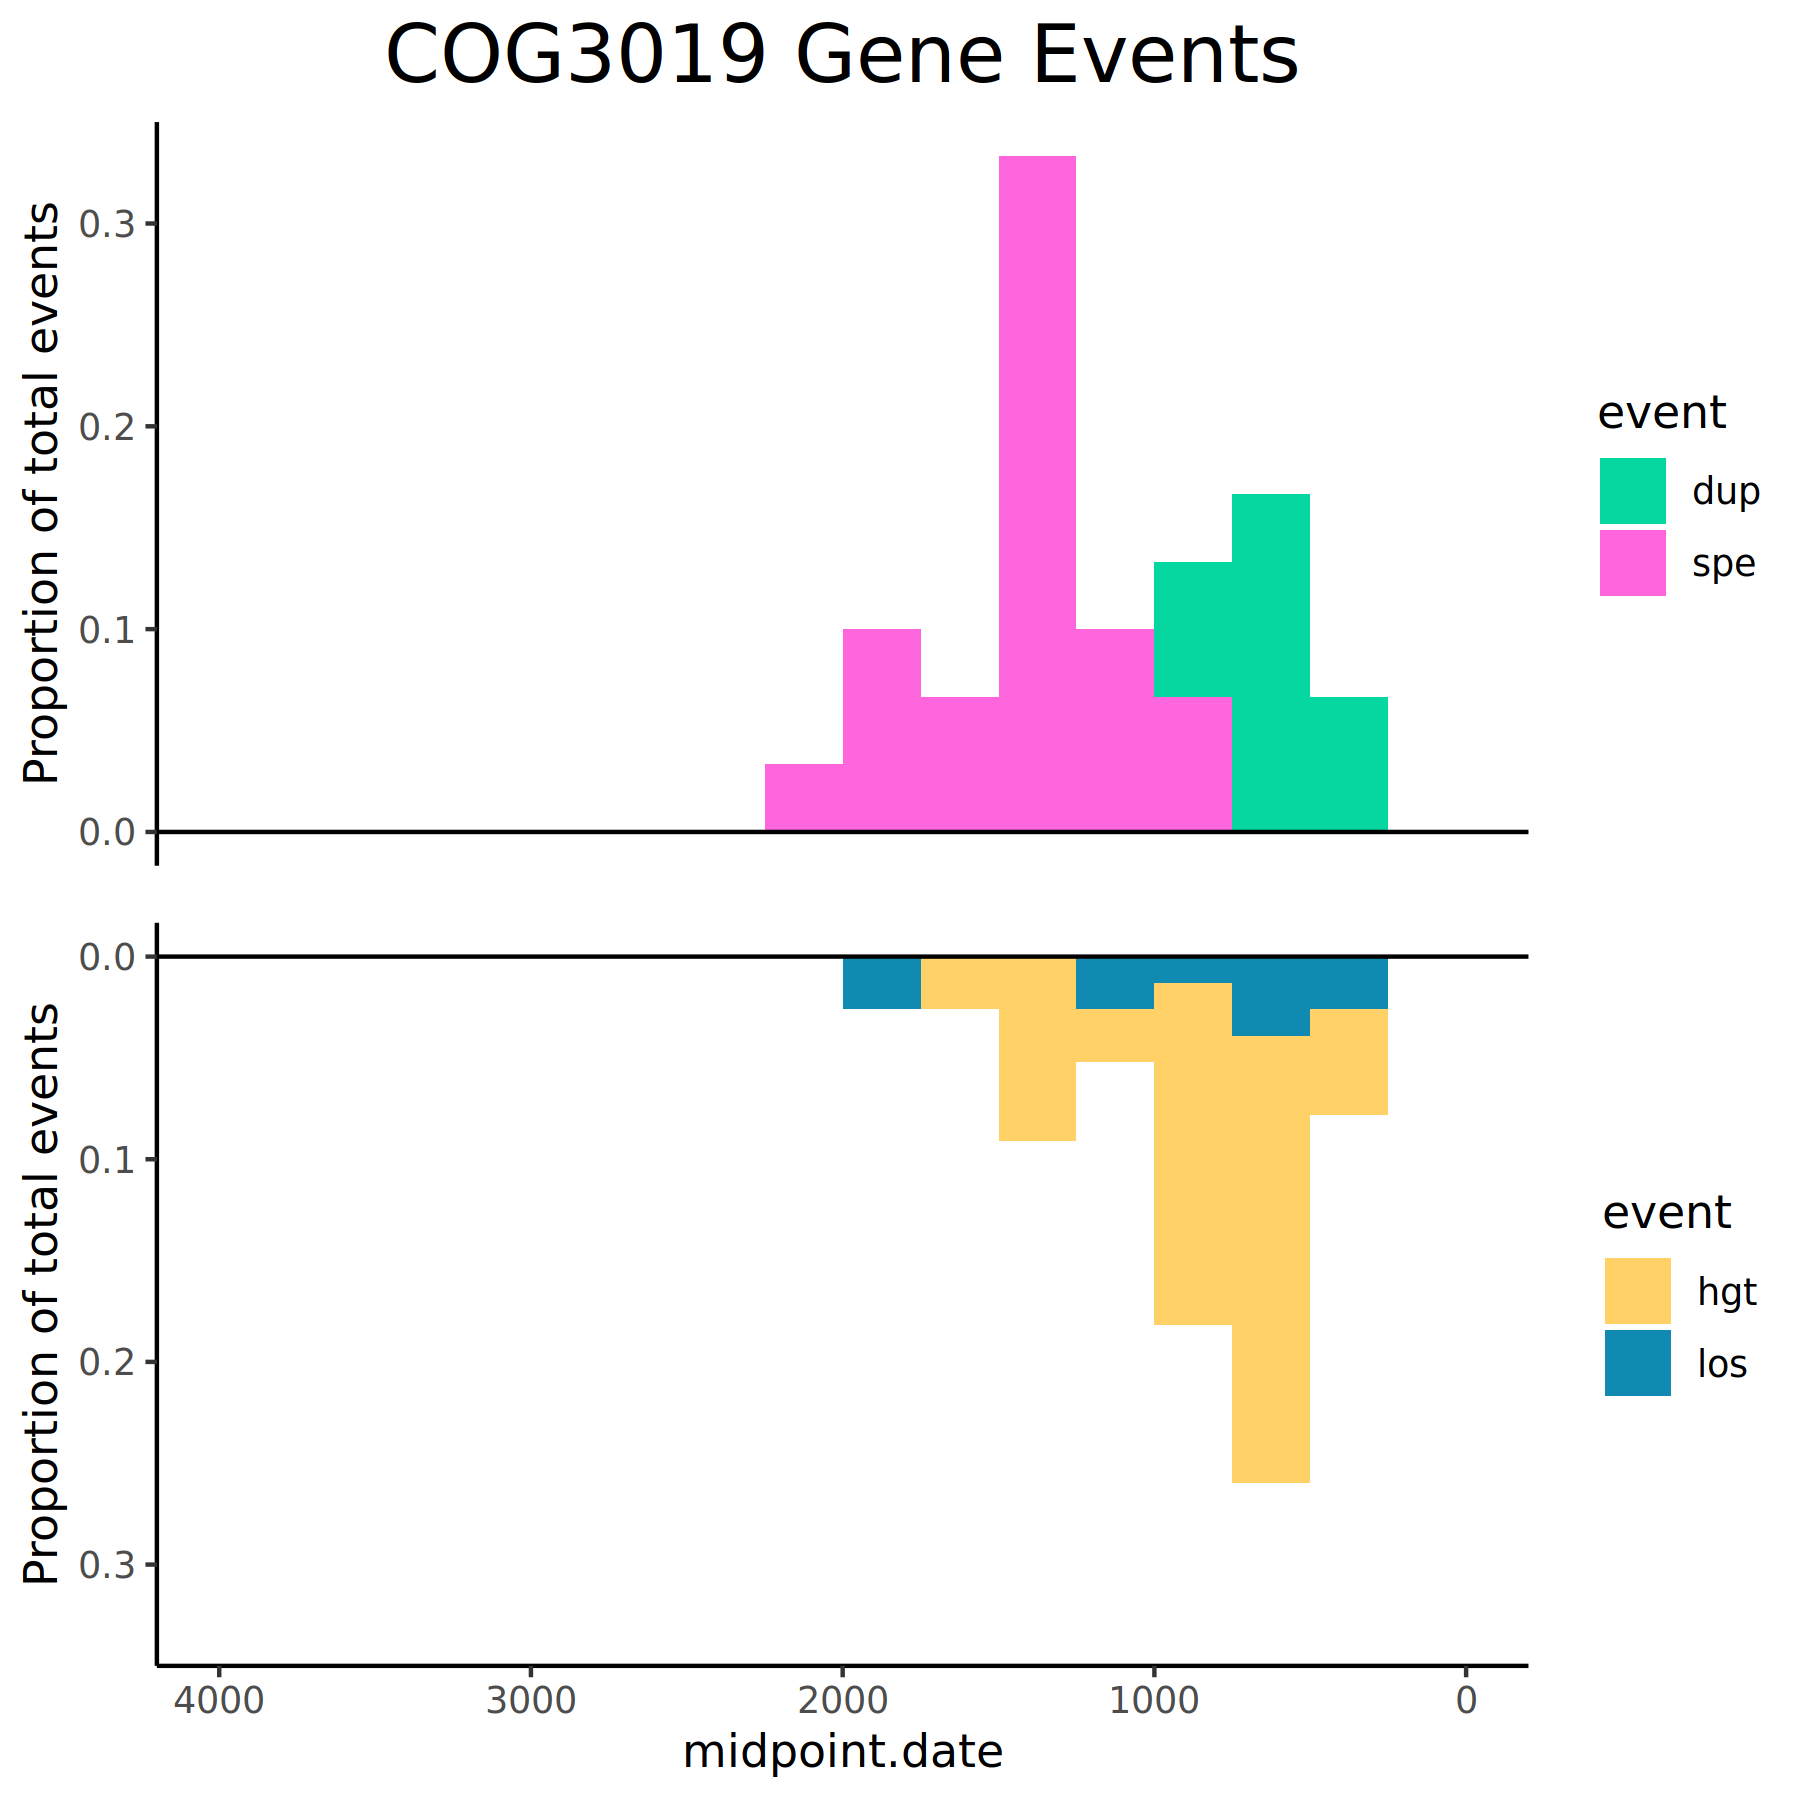 COG3019 Gene Events
Proportion of total events
0.3
0.2
0.1
0.0
event
dup
spe
Proportion of total events
0.0
0.1
0.2
0.3
event
hgt
los
4000 3000 2000 1000 0
midpoint.date